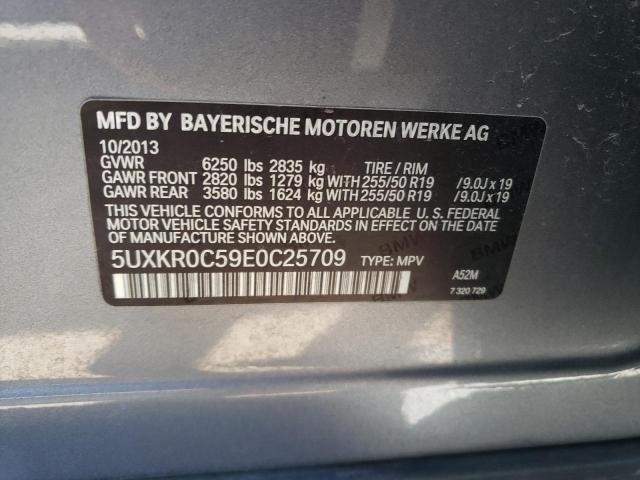 MFD BY BAYERISCHE MOTOREN WERKE AG
10/2013
GVWR 6250 lbs 2835 kg TIRE / RIM
GAWR FRONT 2820 lbs 1279 kg WITH 255/50 R19 /9.0J x 19
GAWR REAR 3580 lbs 1624 kg WITH 255/50 R19 /9.0J x 19
THIS VEHICLE CONFORMS TO ALL APPLICABLE U. S. FEDERAL
MOTOR VEHICLE SAFETY STANDARDS IN EFFECT ON THE
DATE OF MANUFACTURE SHOWN ABOVE.
5UXKR0C59E0C25709 TYPE: MPV
A52M
7 320 729
BMW
BMW